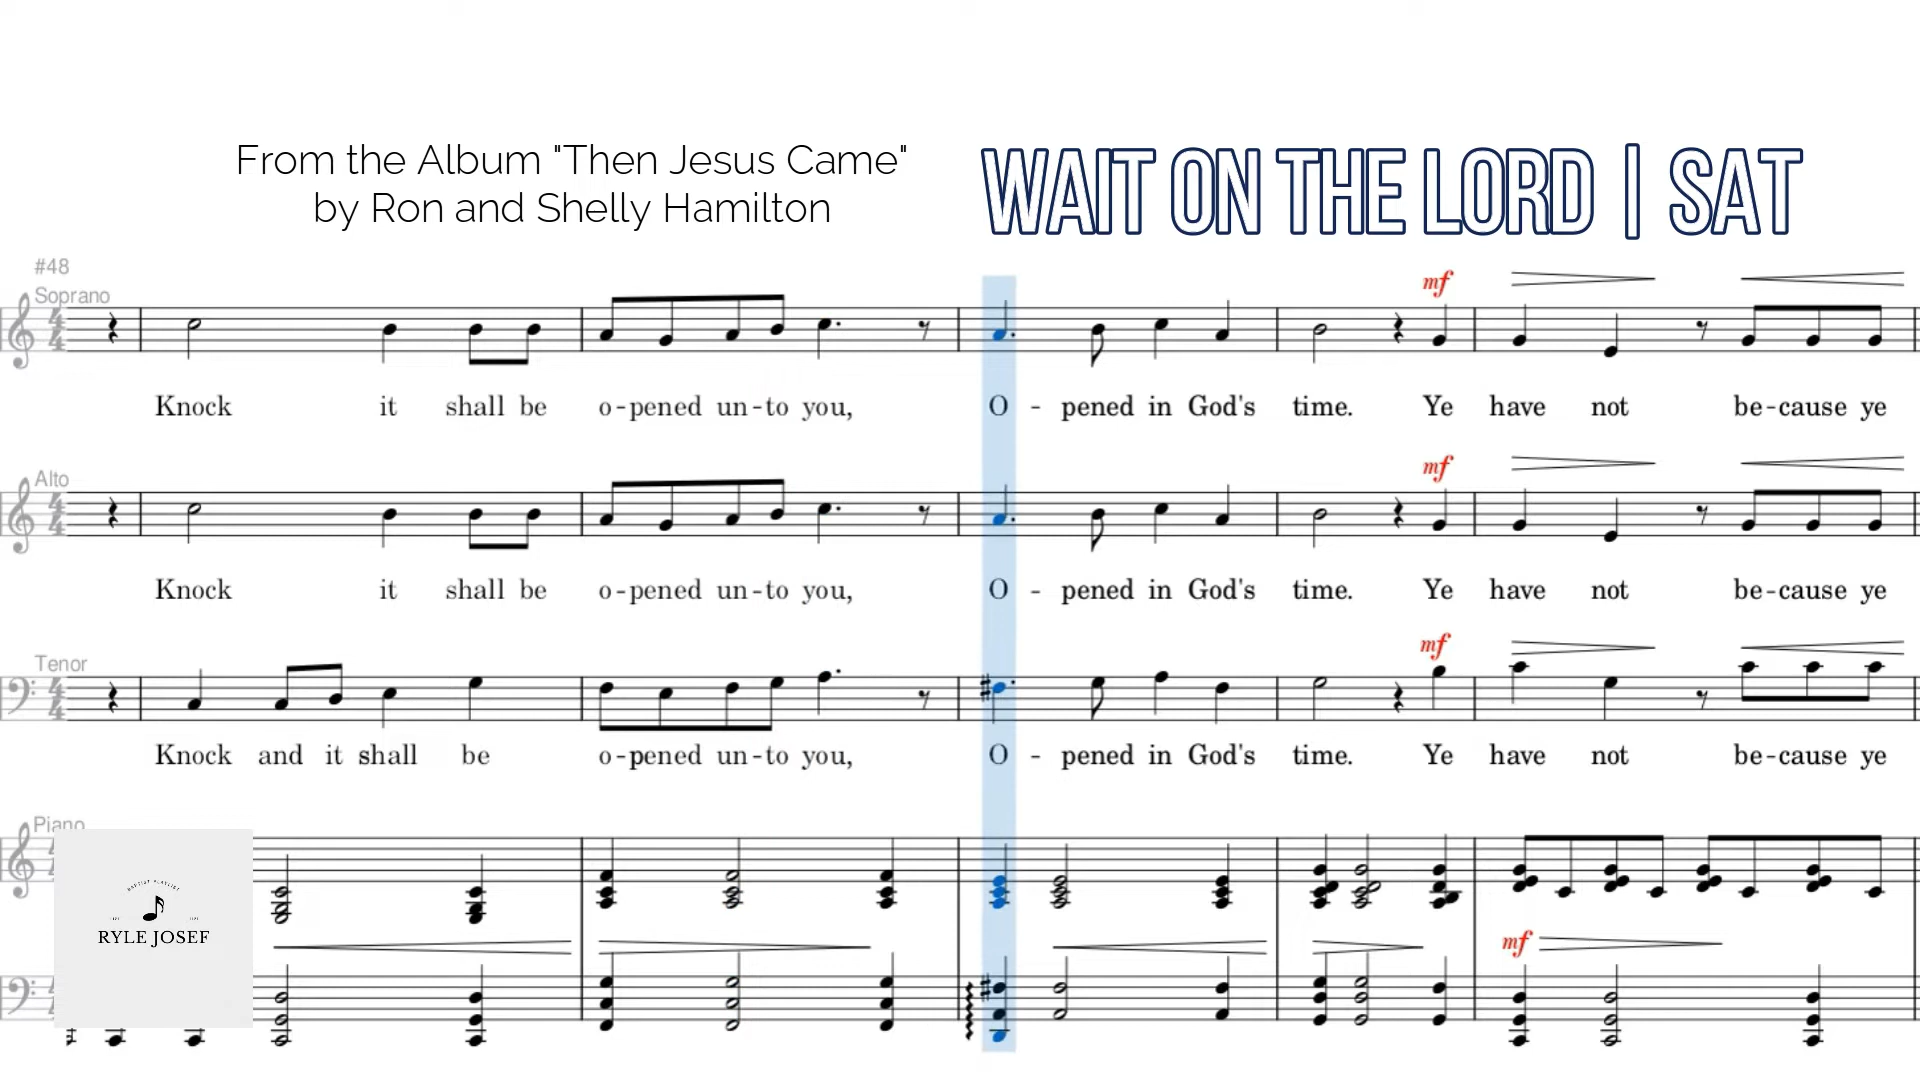 From the Album "Then Jesus Came"
by Ron and Shelly Hamilton
WAIT ON THE LORD | SAT
#48
Soprano
mf
Knock it shall be o-pened un-to you, O - pened in God's time. Ye have not be-cause ye
Alto
mf
Knock it shall be o-pened un-to you, O - pened in God's time. Ye have not be-cause ye
Tenor
mf
Knock and it shall be o-pened un-to you, O - pened in God's time. Ye have not be-cause ye
Piano
mf
RYLE JOSEF